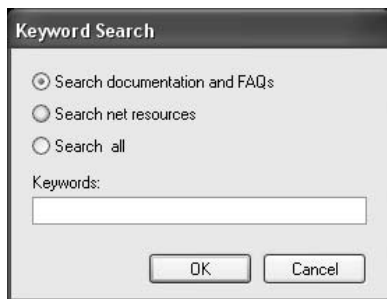 Keyword Search
Search documentation and FAQs
Search net resources
Search all
Keywords:
OK
Cancel